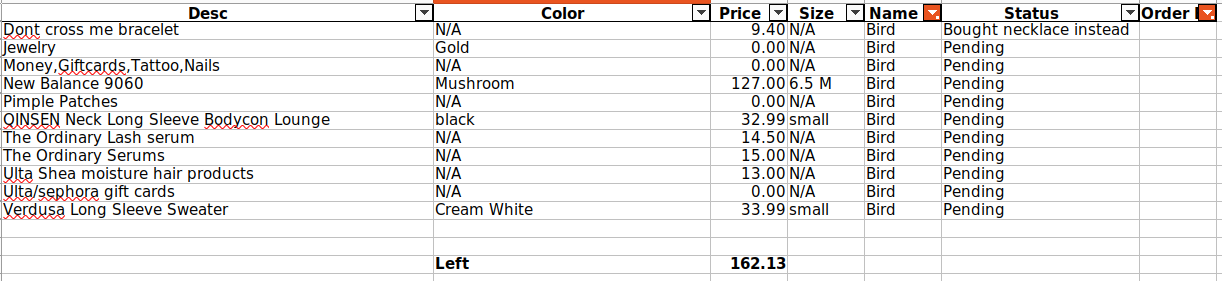 Desc Color Price Size Name Status Order
Dont cross me bracelet N/A 9.40 N/A Bird Bought necklace instead
Jewelry Gold 0.00 N/A Bird Pending
Money,Giftcards,Tattoo,Nails N/A 0.00 N/A Bird Pending
New Balance 9060 Mushroom 127.00 6.5 M Bird Pending
Pimple Patches N/A 0.00 N/A Bird Pending
QINSEN Neck Long Sleeve Bodycon Lounge black 32.99 small Bird Pending
The Ordinary Lash serum N/A 14.50 N/A Bird Pending
The Ordinary Serums N/A 15.00 N/A Bird Pending
Ulta Shea moisture hair products N/A 13.00 N/A Bird Pending
Ulta/sephora gift cards N/A 0.00 N/A Bird Pending
Verdusa Long Sleeve Sweater Cream White 33.99 small Bird Pending
Left 162.13